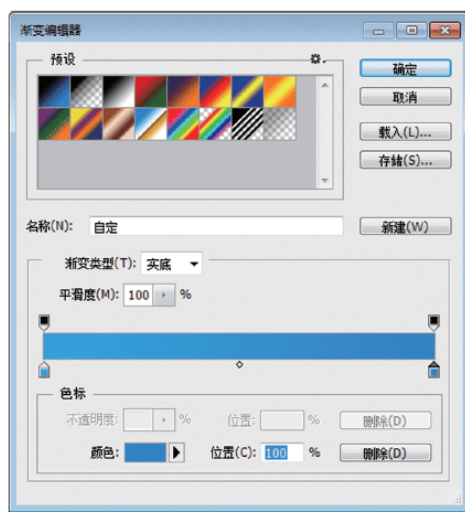 渐变编辑器
预设
确定
取消
载入(L)...
存储(S)...
名称(N): 自定 新建(W)
渐变类型(T): 实底
平滑度(M): 100 %
色标
不透明度: % 位置: % 删除(D)
颜色: 位置(C): 100 % 删除(D)